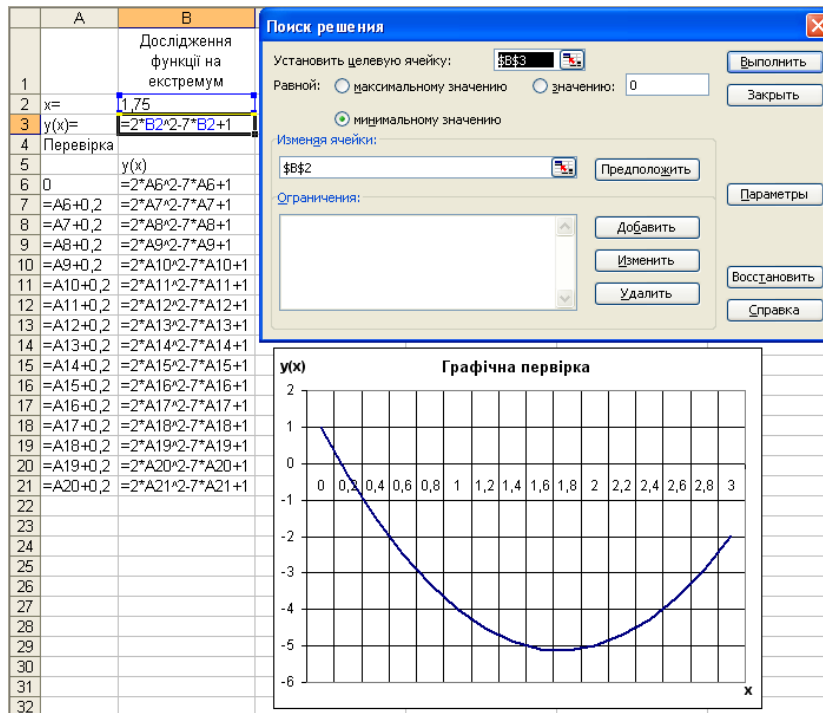 A B
1 Дослідження
функції на
екстремум
2 x= 1,75
3 y(x)= =2*B2^2-7*B2+1
4 Перевірка
5 y(x)
6 0 =2*A6^2-7*A6+1
7 =A6+0,2 =2*A7^2-7*A7+1
8 =A7+0,2 =2*A8^2-7*A8+1
9 =A8+0,2 =2*A9^2-7*A9+1
10 =A9+0,2 =2*A10^2-7*A10+1
11 =A10+0,2 =2*A11^2-7*A11+1
12 =A11+0,2 =2*A12^2-7*A12+1
13 =A12+0,2 =2*A13^2-7*A13+1
14 =A13+0,2 =2*A14^2-7*A14+1
15 =A14+0,2 =2*A15^2-7*A15+1
16 =A15+0,2 =2*A16^2-7*A16+1
17 =A16+0,2 =2*A17^2-7*A17+1
18 =A17+0,2 =2*A18^2-7*A18+1
19 =A18+0,2 =2*A19^2-7*A19+1
20 =A19+0,2 =2*A20^2-7*A20+1
21 =A20+0,2 =2*A21^2-7*A21+1
22
23
24
25
26
27
28
29
30
31
32
Поиск решения
Установить целевую ячейку: $B$3 Выполнить
Равной: максимальному значению значению: 0 Закрыть
минимальному значению
Изменяя ячейки:
$B$2 Предположить
Ограничения: Параметры
Добавить
Изменить
Удалить
Восстановить
Справка
y(x) Графічна первірка
2
1
0
0 0,2 0,4 0,6 0,8 1 1,2 1,4 1,6 1,8 2 2,2 2,4 2,6 2,8 3
-1
-2
-3
-4
-5
-6
x